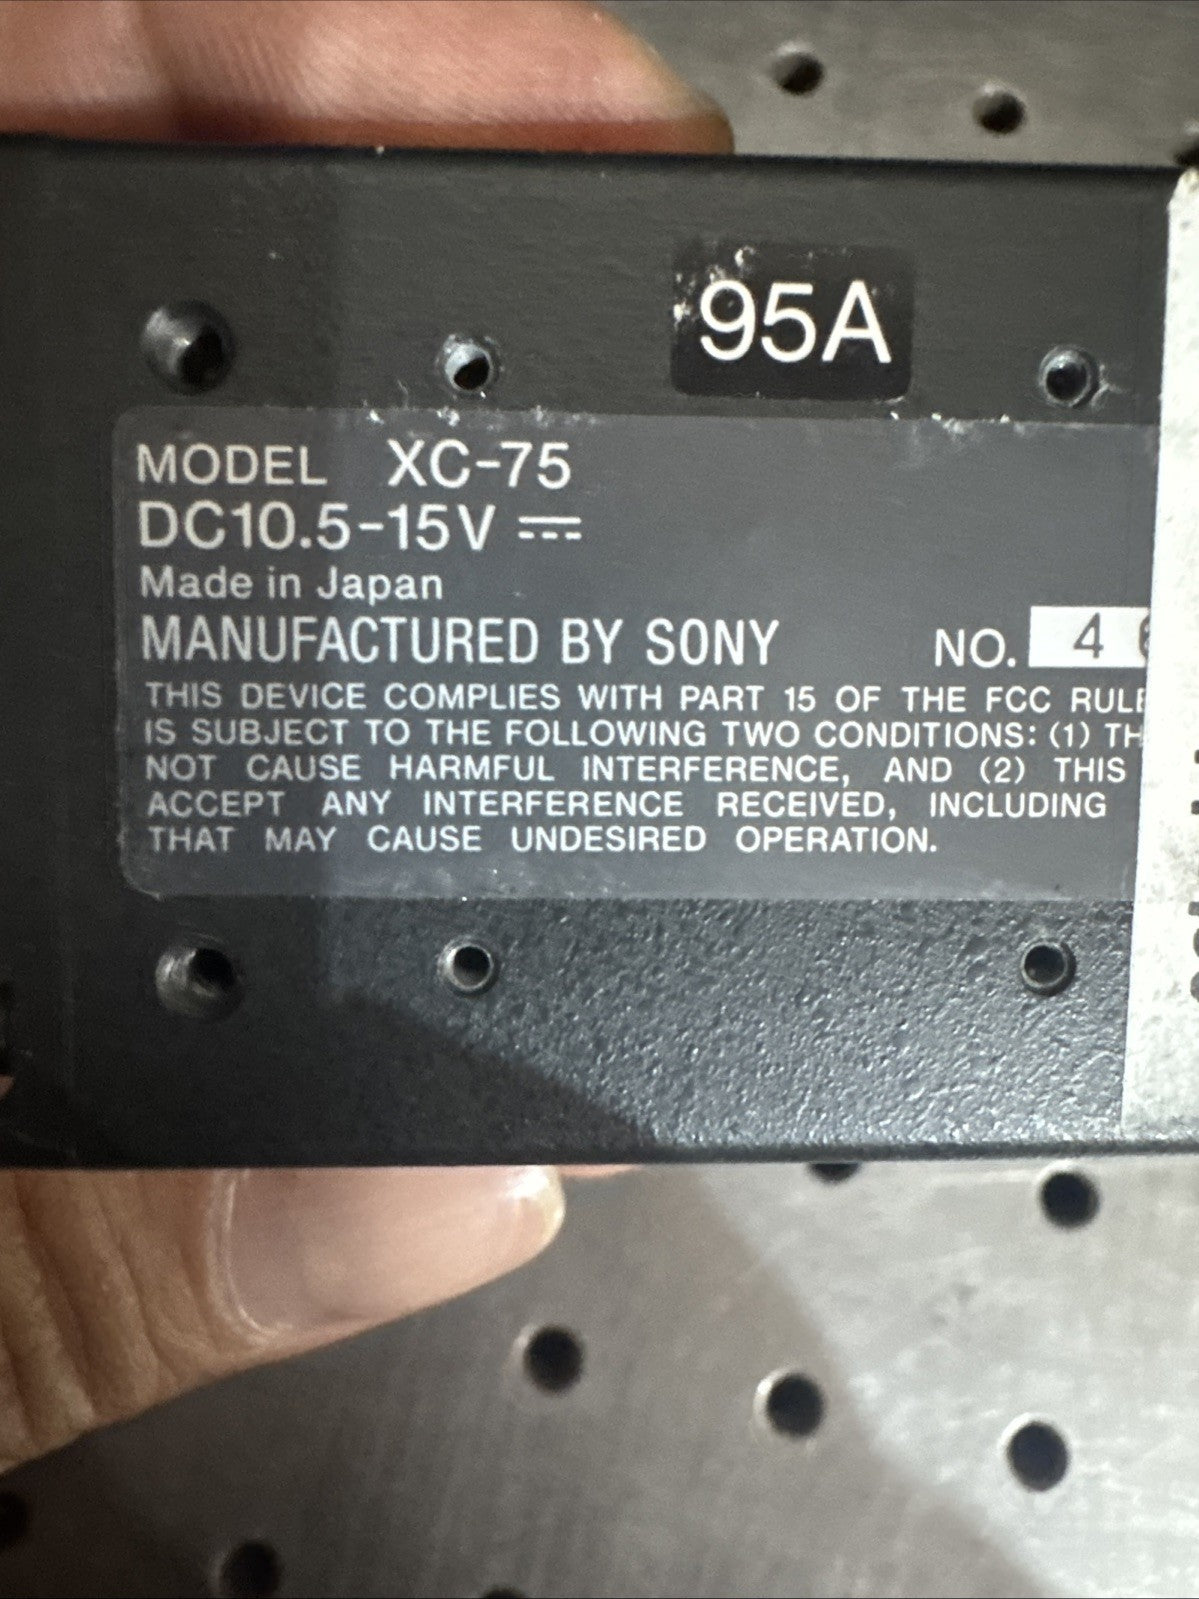 95A
MODEL XC-75
DC10.5-15V ⎓
Made in Japan
MANUFACTURED BY SONY NO. 4
THIS DEVICE COMPLIES WITH PART 15 OF THE FCC
IS SUBJECT TO THE FOLLOWING TWO CONDITIONS: (1)
NOT CAUSE HARMFUL INTERFERENCE, AND (2) THIS
ACCEPT ANY INTERFERENCE RECEIVED, INCLUDING
THAT MAY CAUSE UNDESIRED OPERATION.